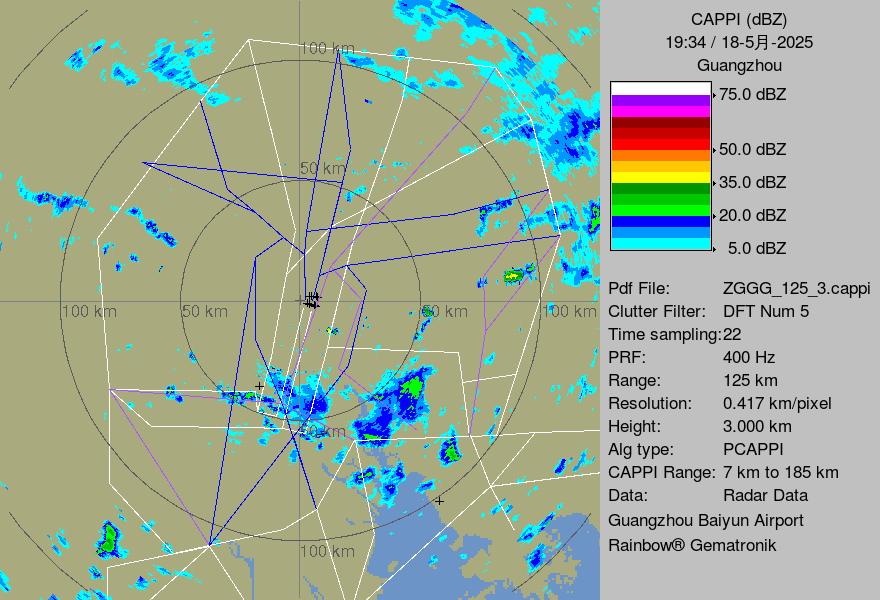 CAPPI (dBZ)
19:34 / 18-5月-2025
Guangzhou
75.0 dBZ
50.0 dBZ
35.0 dBZ
20.0 dBZ
5.0 dBZ
Pdf File: ZGGG_125_3.cappi
Clutter Filter: DFT Num 5
Time sampling:22
PRF: 400 Hz
Range: 125 km
Resolution: 0.417 km/pixel
Height: 3.000 km
Alg type: PCAPPI
CAPPI Range: 7 km to 185 km
Data: Radar Data
Guangzhou Baiyun Airport
Rainbow® Gematronik
100 km
50 km
100 km
50 km
50 km
100 km
50 km
100 km